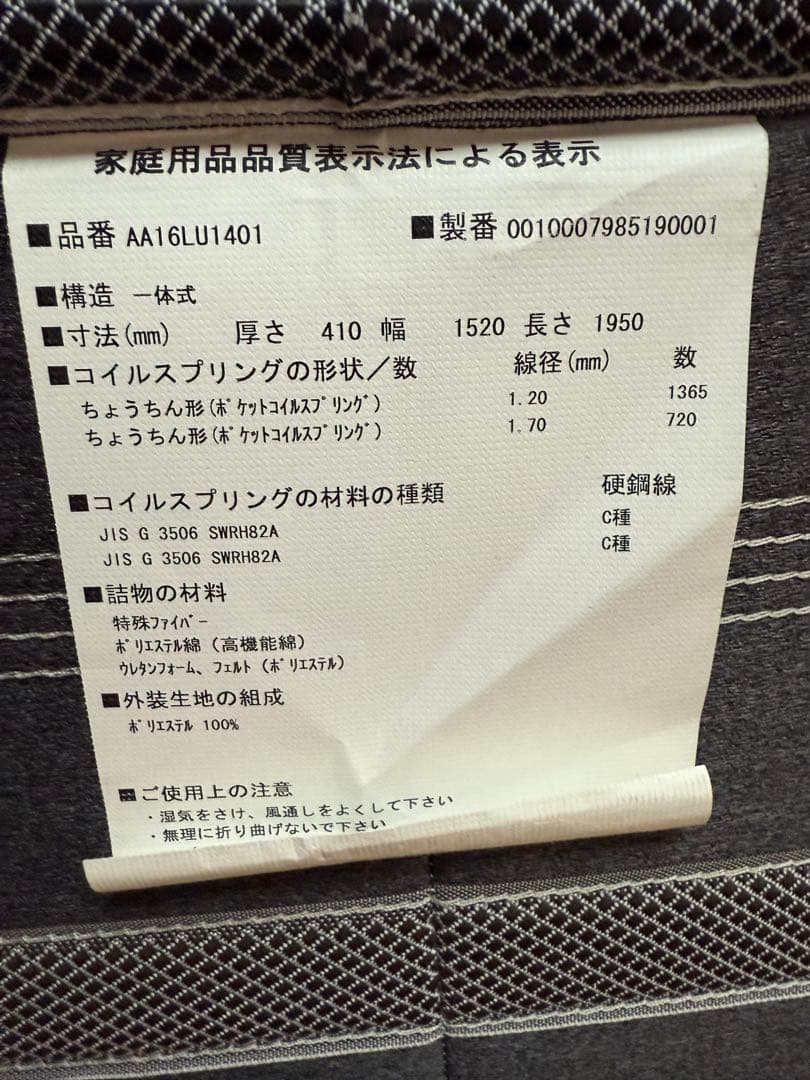 家庭用品品質表示法による表示
■品番 AA16LU1401 ■製番 0010007985190001
■構造 一体式
■寸法(mm) 厚さ 410 幅 1520 長さ 1950
■コイルスプリングの形状／数 線径(mm) 数
ちょうちん形(ﾎﾟｹｯﾄｺｲﾙｽﾌﾟﾘﾝｸﾞ) 1.20 1365
ちょうちん形(ﾎﾟｹｯﾄｺｲﾙｽﾌﾟﾘﾝｸﾞ) 1.70 720
■コイルスプリングの材料の種類 硬鋼線
JIS G 3506 SWRH82A C種
JIS G 3506 SWRH82A C種
■詰物の材料
特殊ﾌｧｲﾊﾞｰ
ﾎﾟﾘｴｽﾃﾙ綿（高機能綿）
ｳﾚﾀﾝﾌｫｰﾑ、ﾌｪﾙﾄ（ﾎﾟﾘｴｽﾃﾙ）
■外装生地の組成
ﾎﾟﾘｴｽﾃﾙ 100%
■ご使用上の注意
・湿気をさけ、風通しをよくして下さい
・無理に折り曲げないで下さい